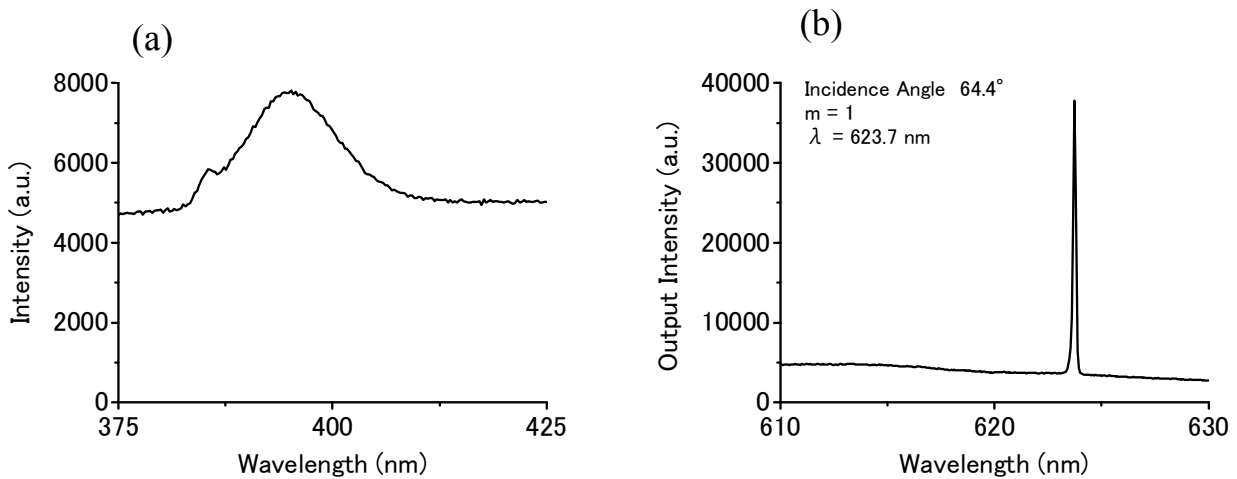 (a)
8000
6000
4000
2000
0
375
400
425
Intensity (a.u.)
Wavelength (nm)
(b)
40000
30000
20000
10000
0
610
620
630
Output Intensity (a.u.)
Wavelength (nm)
Incidence Angle 64.4°
m = 1
λ = 623.7 nm